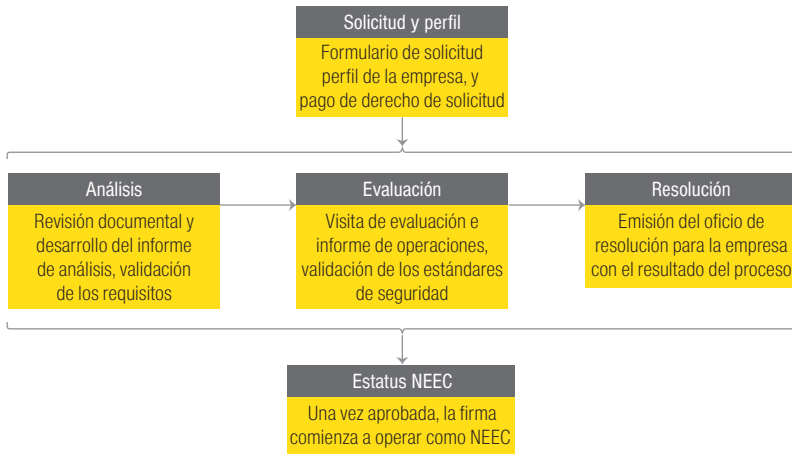 Solicitud y perfil
Formulario de solicitud
perfil de la empresa, y
pago de derecho de solicitud
Análisis
Revisión documental y
desarrollo del informe
de análisis, validación
de los requisitos
Evaluación
Visita de evaluación e
informe de operaciones,
validación de los estándares
de seguridad
Resolución
Emisión del oficio de
resolución para la empresa
con el resultado del proceso
Estatus NEEC
Una vez aprobada, la firma
comienza a operar como NEEC